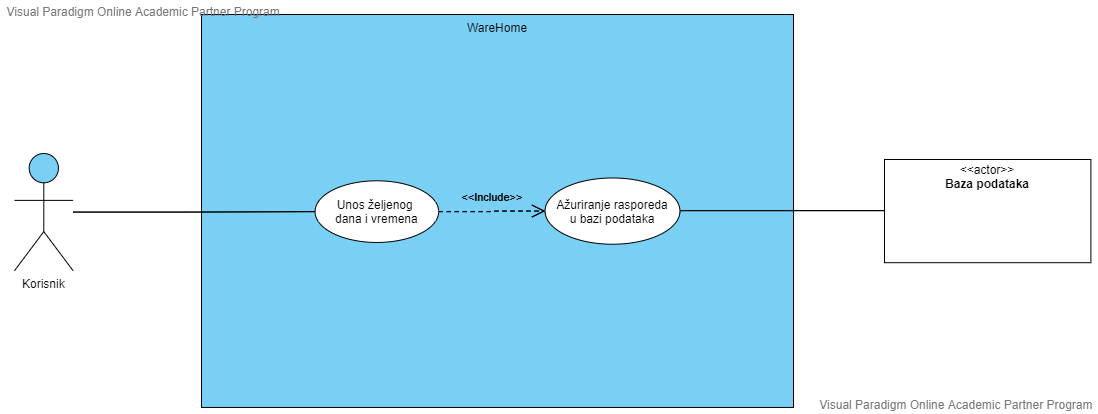 Visual Paradigm Online Academic Partner Program
WareHome
<<actor>>
Baza podataka
Unos željenog
dana i vremena
<<Include>>
Ažuriranje rasporeda
u bazi podataka
Korisnik
Visual Paradigm Online Academic Partner Program